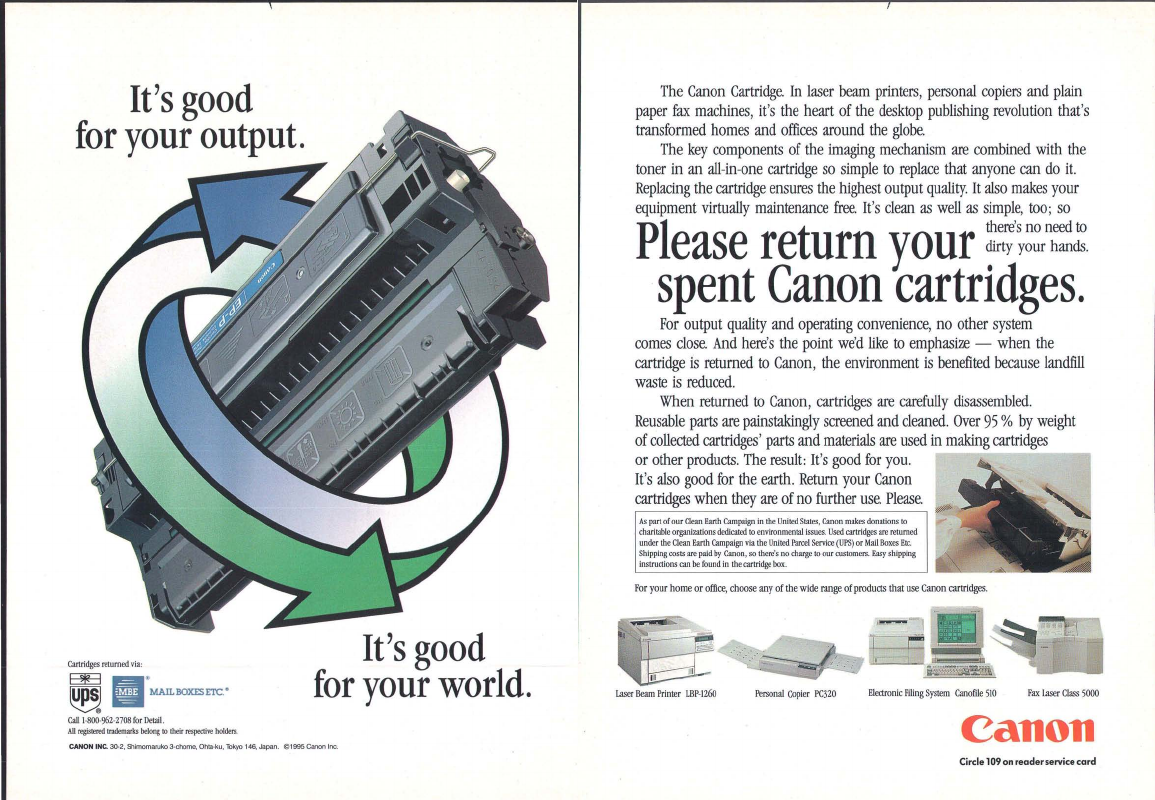 It's good
for your output.
CANON
EP-P
It's good
for your world.
Cartridges returned via:
ups
MBE
MAIL BOXES ETC.®
Call 1-800-962-2708 for Detail.
All registered trademarks belong to their respective holders.
CANON INC. 30-2, Shimomaruko 3-chome, Ohta-ku, Tokyo 146, Japan. ©1995 Canon Inc.
The Canon Cartridge. In laser beam printers, personal copiers and plain
paper fax machines, it's the heart of the desktop publishing revolution that's
transformed homes and offices around the globe.
The key components of the imaging mechanism are combined with the
toner in an all-in-one cartridge so simple to replace that anyone can do it.
Replacing the cartridge ensures the highest output quality. It also makes your
equipment virtually maintenance free. It's clean as well as simple, too; so
there's no need to
dirty your hands.
Please return your
spent Canon cartridges.
For output quality and operating convenience, no other system
comes close. And here's the point we'd like to emphasize — when the
cartridge is returned to Canon, the environment is benefited because landfill
waste is reduced.
When returned to Canon, cartridges are carefully disassembled.
Reusable parts are painstakingly screened and cleaned. Over 95 % by weight
of collected cartridges' parts and materials are used in making cartridges
or other products. The result: It's good for you.
It's also good for the earth. Return your Canon
cartridges when they are of no further use. Please.
As part of our Clean Earth Campaign in the United States, Canon makes donations to
charitable organizations dedicated to environmental issues. Used cartridges are returned
under the Clean Earth Campaign via the United Parcel Service (UPS) or Mail Boxes Etc.
Shipping costs are paid by Canon, so there's no charge to our customers. Easy shipping
instructions can be found in the cartridge box.
For your home or office, choose any of the wide range of products that use Canon cartridges.
Laser Beam Printer LBP-1260
Personal Copier PC320
Electronic Filing System Canofile 510
Fax Laser Class 5000
Canon
Circle 109 on reader service card